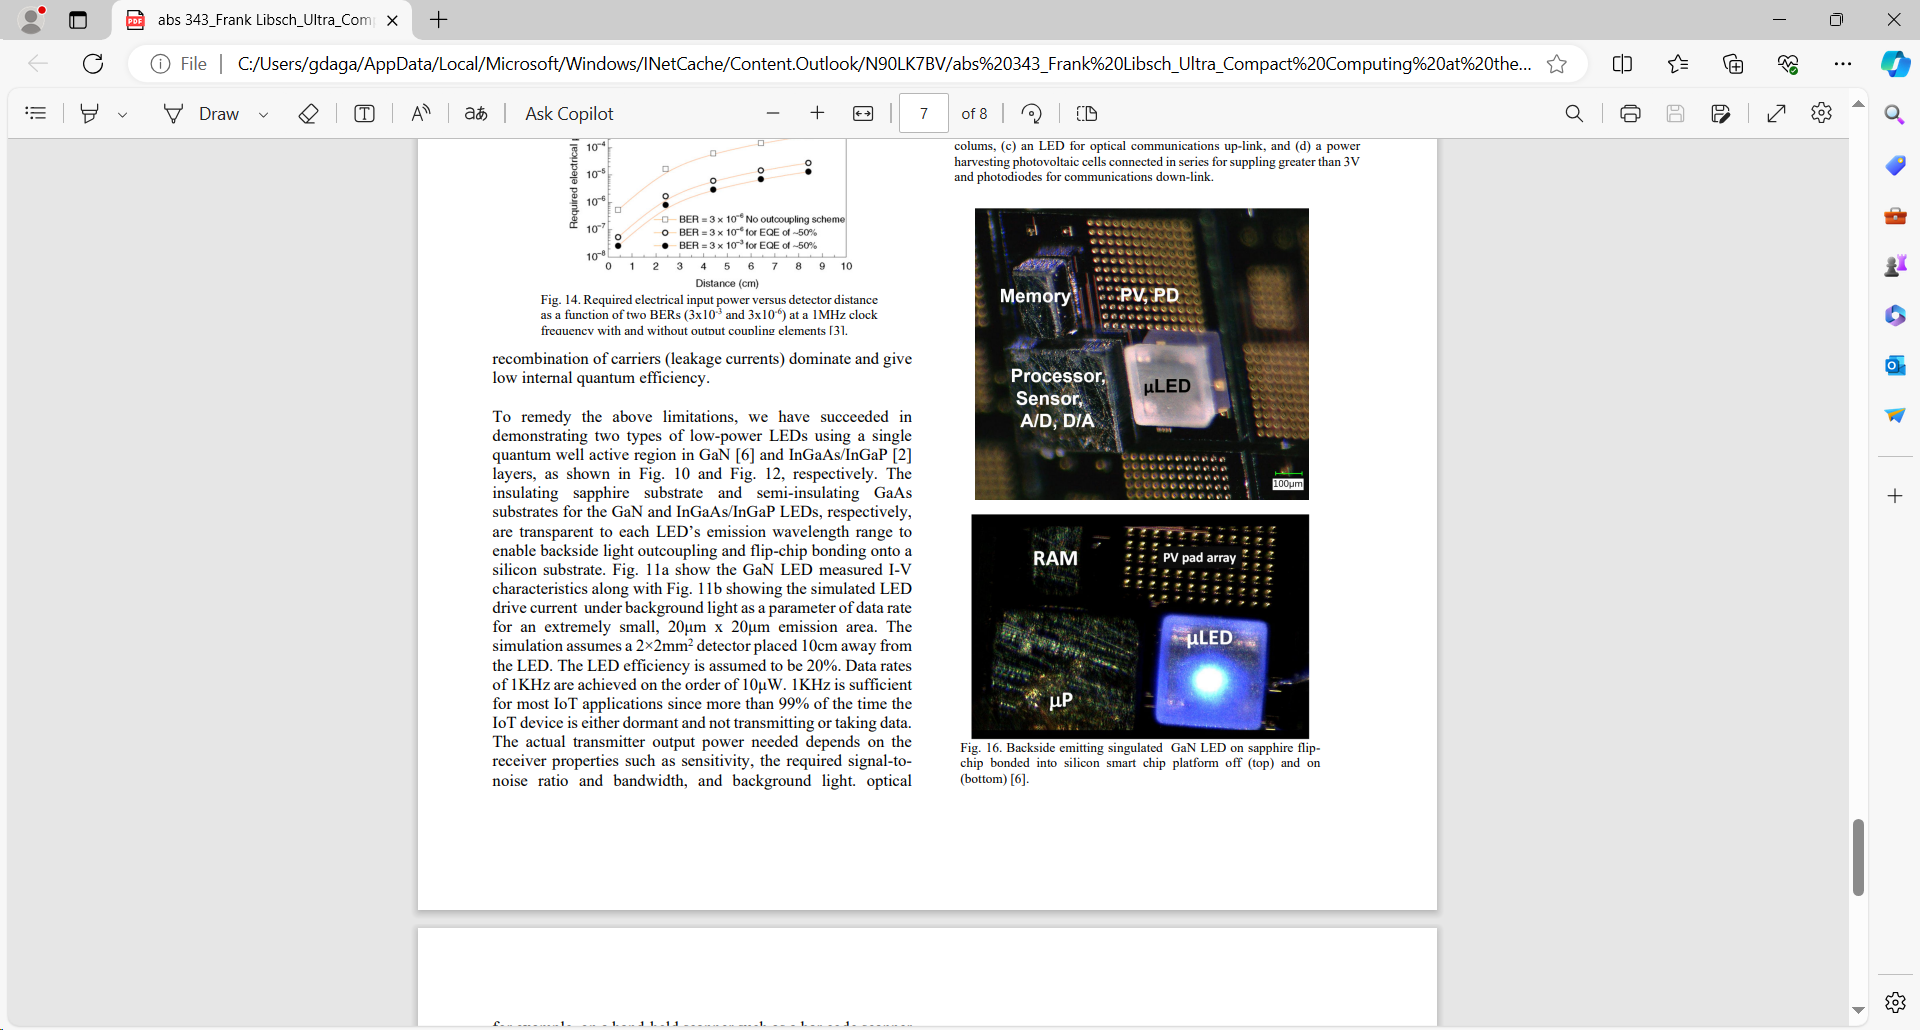 abs 343_Frank Libsch_Ultra_Com
File
C:/Users/gdaga/AppData/Local/Microsoft/Windows/INetCache/Content.Outlook/N90LK7BV/abs%20343_Frank%20Libsch_Ultra_Compact%20Computing%20at%20the...
Draw
Ask Copilot
7 of 8
Required electrical
10⁻⁴
10⁻⁵
10⁻⁶
10⁻⁷
10⁻⁸
BER = 3 × 10⁻⁶ No outcoupling scheme
BER = 3 × 10⁻⁶ for EQE of ~50%
BER = 3 × 10⁻³ for EQE of ~50%
0 1 2 3 4 5 6 7 8 9 10
Distance (cm)
Fig. 14. Required electrical input power versus detector distance
as a function of two BERs (3x10⁻³ and 3x10⁻⁶) at a 1MHz clock
frequency with and without output coupling elements [3].
recombination of carriers (leakage currents) dominate and give
low internal quantum efficiency.
To remedy the above limitations, we have succeeded in
demonstrating two types of low-power LEDs using a single
quantum well active region in GaN [6] and InGaAs/InGaP [2]
layers, as shown in Fig. 10 and Fig. 12, respectively. The
insulating sapphire substrate and semi-insulating GaAs
substrates for the GaN and InGaAs/InGaP LEDs, respectively,
are transparent to each LED's emission wavelength range to
enable backside light outcoupling and flip-chip bonding onto a
silicon substrate. Fig. 11a show the GaN LED measured I-V
characteristics along with Fig. 11b showing the simulated LED
drive current under background light as a parameter of data rate
for an extremely small, 20µm x 20µm emission area. The
simulation assumes a 2×2mm² detector placed 10cm away from
the LED. The LED efficiency is assumed to be 20%. Data rates
of 1KHz are achieved on the order of 10µW. 1KHz is sufficient
for most IoT applications since more than 99% of the time the
IoT device is either dormant and not transmitting or taking data.
The actual transmitter output power needed depends on the
receiver properties such as sensitivity, the required signal-to-
noise ratio and bandwidth, and background light. optical
colums, (c) an LED for optical communications up-link, and (d) a power
harvesting photovoltaic cells connected in series for suppling greater than 3V
and photodiodes for communications down-link.
Memory
PV, PD
Processor,
Sensor,
A/D, D/A
µLED
100µm
RAM
PV pad array
µLED
µP
Fig. 16. Backside emitting singulated GaN LED on sapphire flip-
chip bonded into silicon smart chip platform off (top) and on
(bottom) [6].